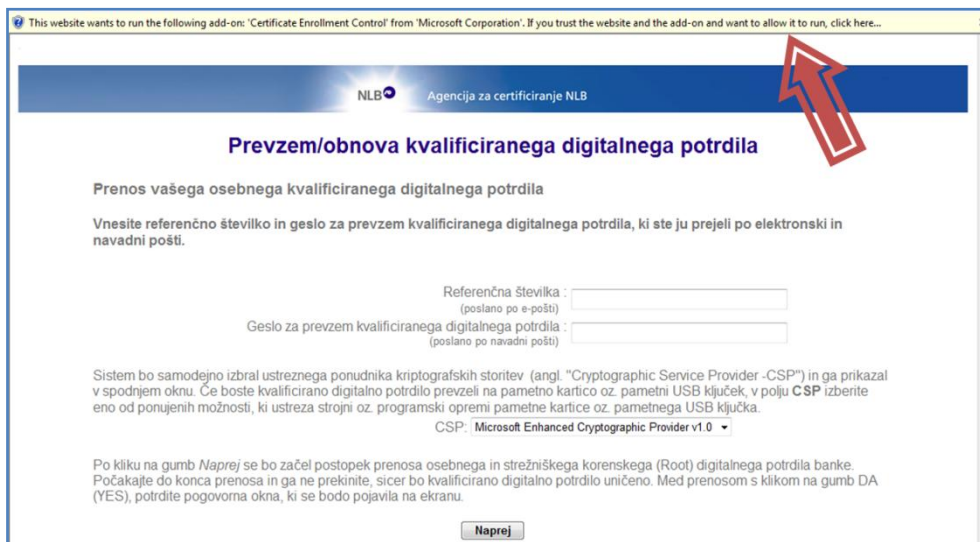 This website wants to run the following add-on: 'Certificate Enrollment Control' from 'Microsoft Corporation'. If you trust the website and the add-on and want to allow it to run, click here...
NLB Agencija za certificiranje NLB
Prevzem/obnova kvalificiranega digitalnega potrdila
Prenos vašega osebnega kvalificiranega digitalnega potrdila
Vnesite referenčno številko in geslo za prevzem kvalificiranega digitalnega potrdila, ki ste ju prejeli po elektronski in
navadni pošti.
Referenčna številka :
(poslano po e-pošti)
Geslo za prevzem kvalificiranega digitalnega potrdila :
(poslano po navadni pošti)
Sistem bo samodejno izbral ustreznega ponudnika kriptografskih storitev (angl. "Cryptographic Service Provider -CSP") in ga prikazal
v spodnjem oknu. Če boste kvalificirano digitalno potrdilo prevzeli na pametno kartico oz. pametni USB ključek, v polju CSP izberite
eno od ponujenih možnosti, ki ustreza strojni oz. programski opremi pametne kartice oz. pametnega USB ključka.
CSP: Microsoft Enhanced Cryptographic Provider v1.0
Po kliku na gumb Naprej se bo začel postopek prenosa osebnega in strežniškega korenskega (Root) digitalnega potrdila banke.
Počakajte do konca prenosa in ga ne prekinite, sicer bo kvalificirano digitalno potrdilo uničeno. Med prenosom s klikom na gumb DA
(YES), potrdite pogovorna okna, ki se bodo pojavila na ekranu.
Naprej